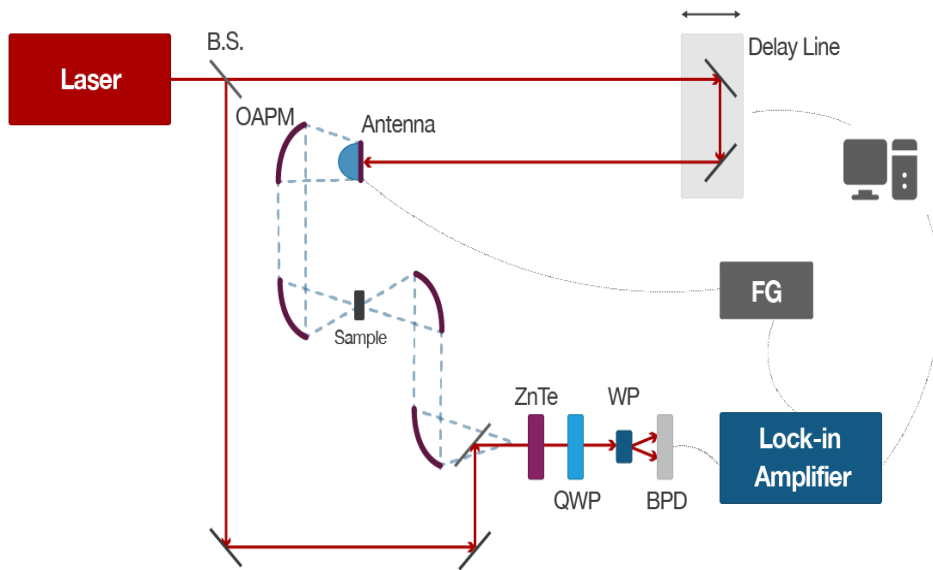 B.S.
Laser
Delay Line
OAPM
Antenna
FG
Sample
ZnTe
WP
Lock-in
Amplifier
QWP
BPD